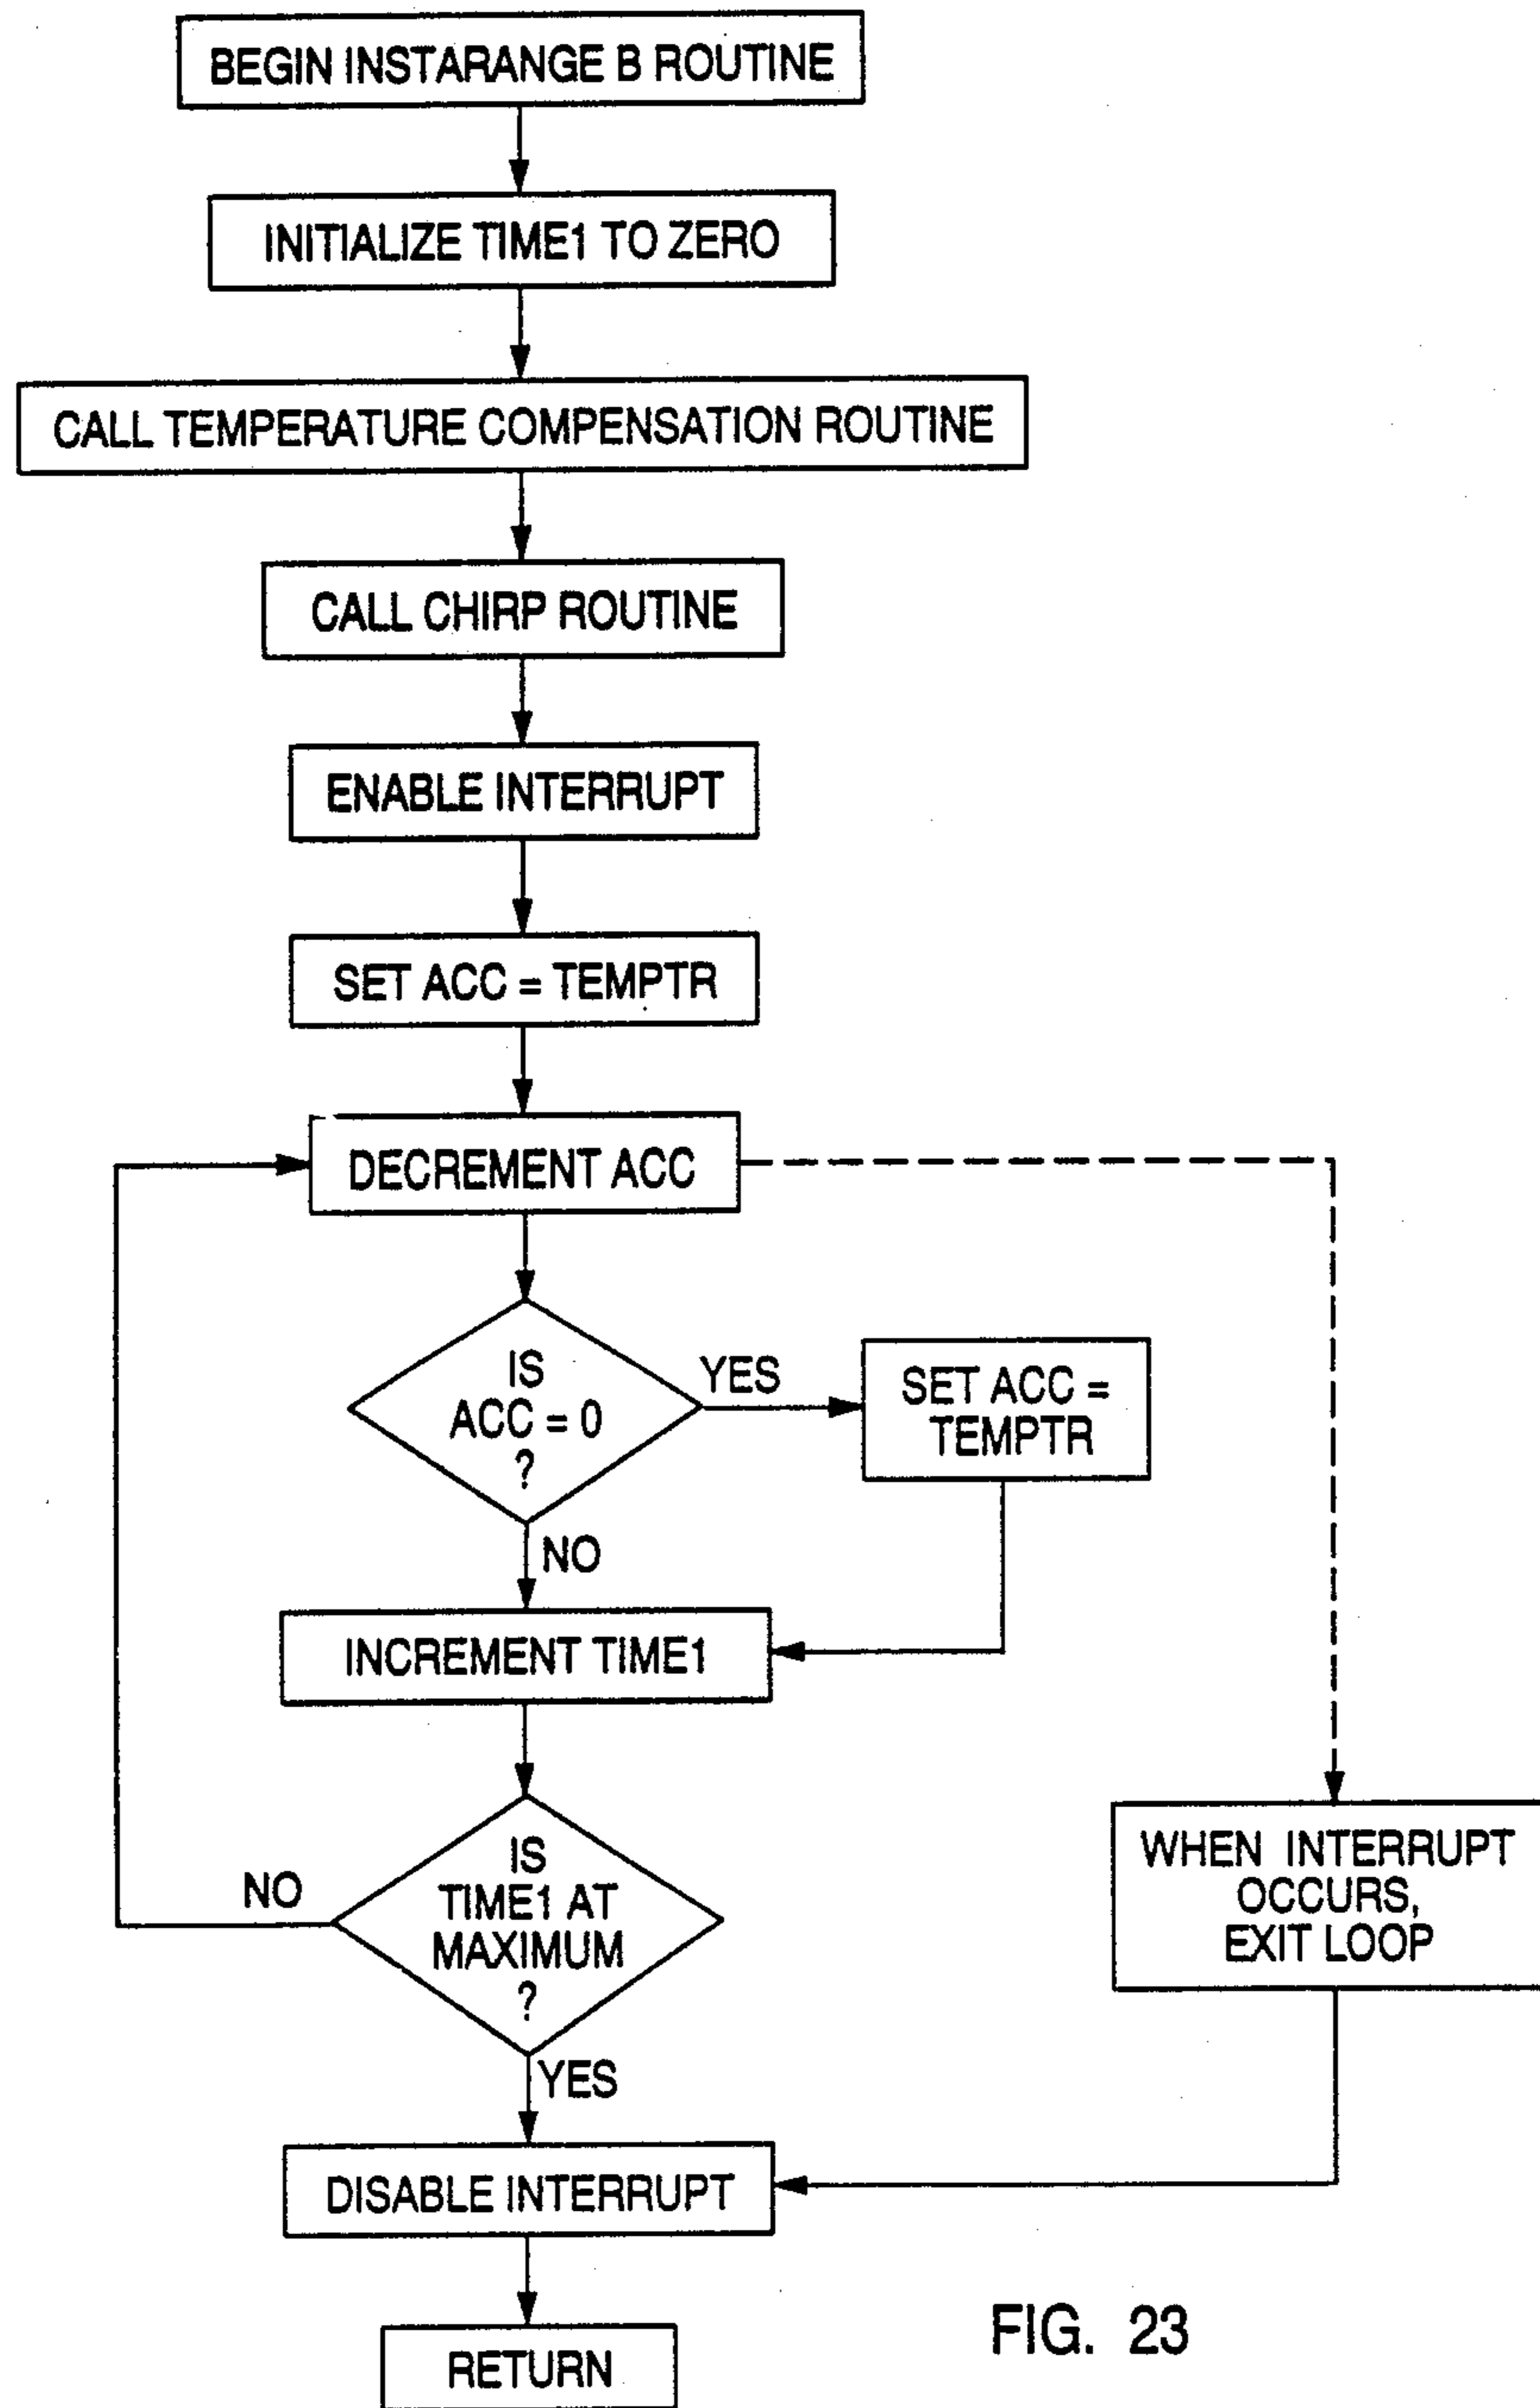 BEGIN INSTARANGE B ROUTINE
INITIALIZE TIME1 TO ZERO
CALL TEMPERATURE COMPENSATION ROUTINE
CALL CHIRP ROUTINE
ENABLE INTERRUPT
SET ACC = TEMPTR
DECREMENT ACC
IS
ACC = 0
?
YES
SET ACC =
TEMPTR
NO
INCREMENT TIME1
IS
TIME1 AT
MAXIMUM
?
NO
YES
WHEN INTERRUPT
OCCURS,
EXIT LOOP
DISABLE INTERRUPT
RETURN
FIG. 23